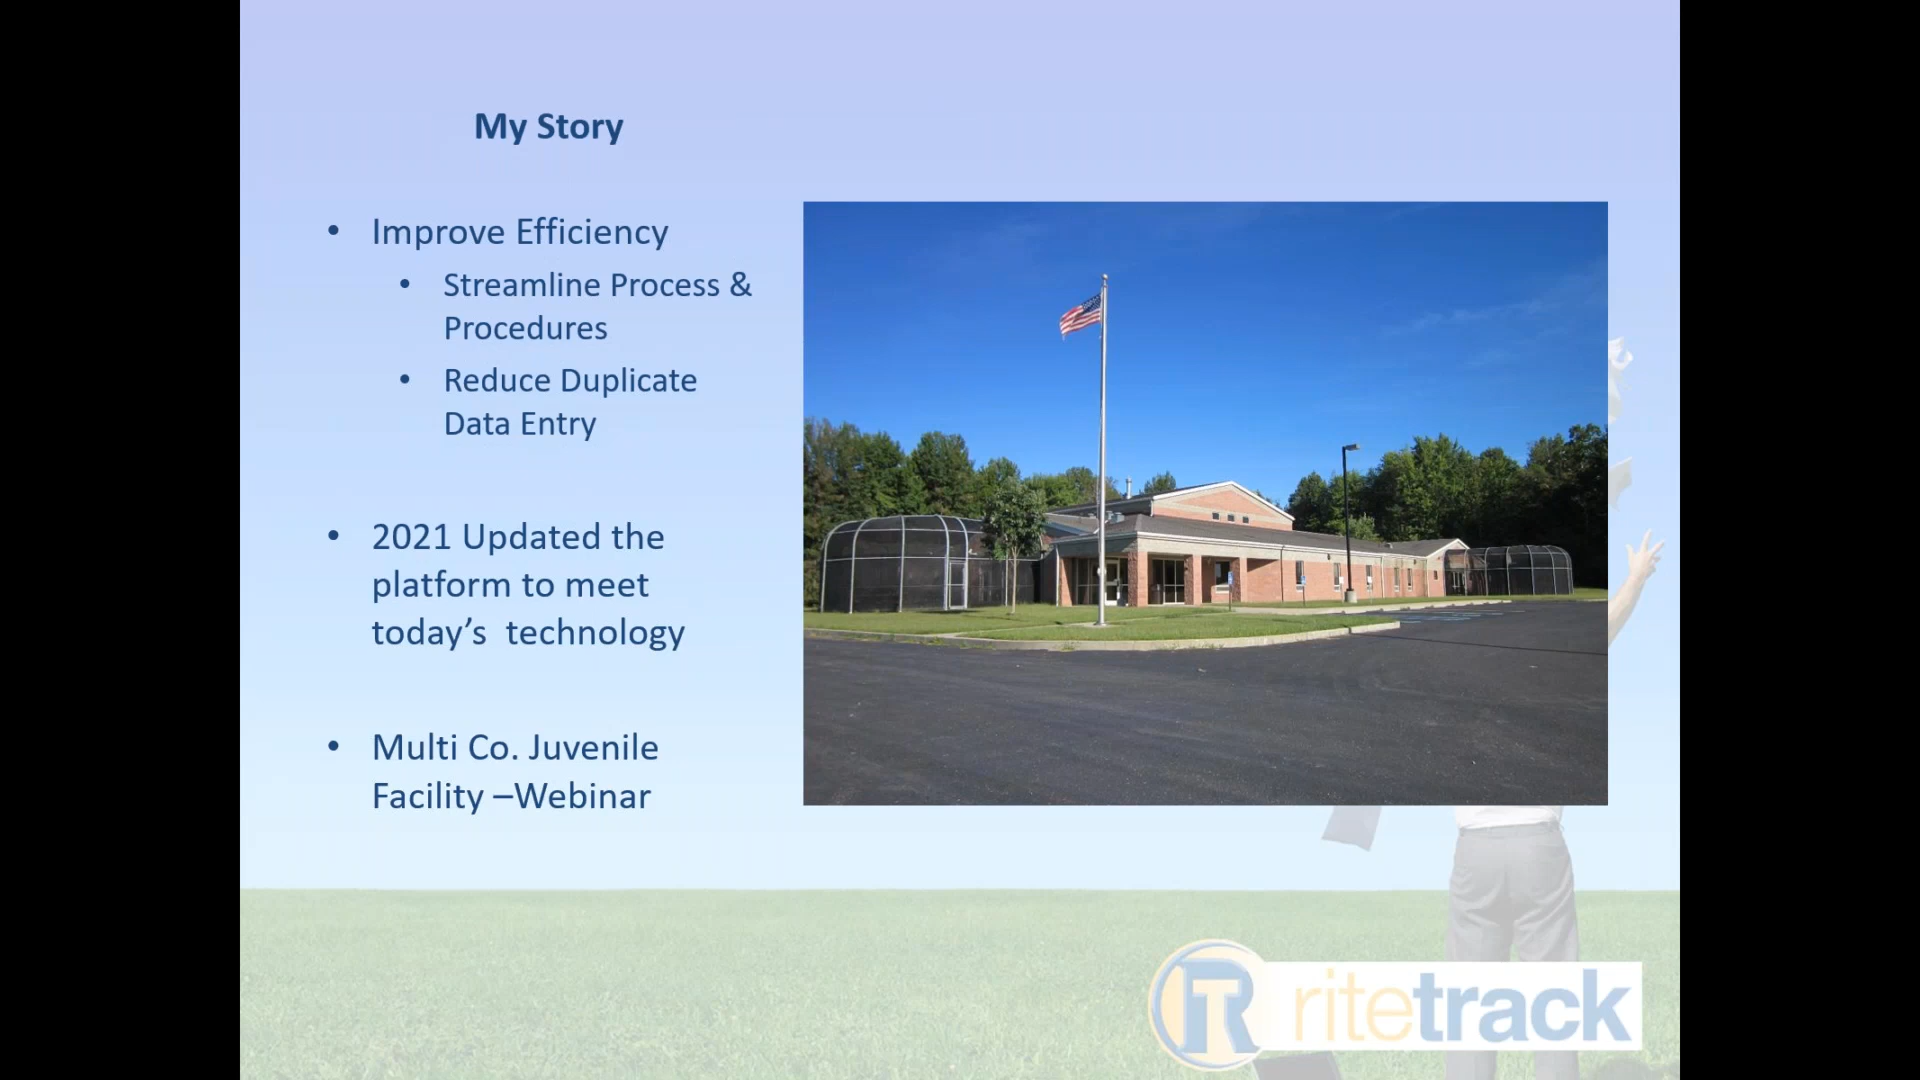 My Story
• Improve Efficiency
• Streamline Process &
Procedures
• Reduce Duplicate
Data Entry
• 2021 Updated the
platform to meet
today’s  technology
• Multi Co. Juvenile
Facility –Webinar
RT ritetrack